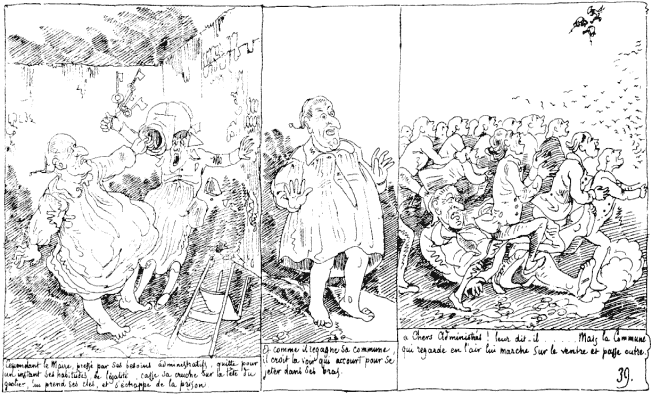 Cependant le Maire, pressé par ses besoins administratifs, quitte pour
un instant ses habitudes de légalité, casse sa cruche sur la tête du
geolier, lui prend ses clés, et s'échappe de la prison
Et comme il regagne sa commune,
il croit la voir qui accourt pour se
jeter dans ses bras.
« Chers Administrés ! leur dit-il ....... Mais la Commune
qui regarde en l'air lui marche sur le ventre et passe outre.
39.